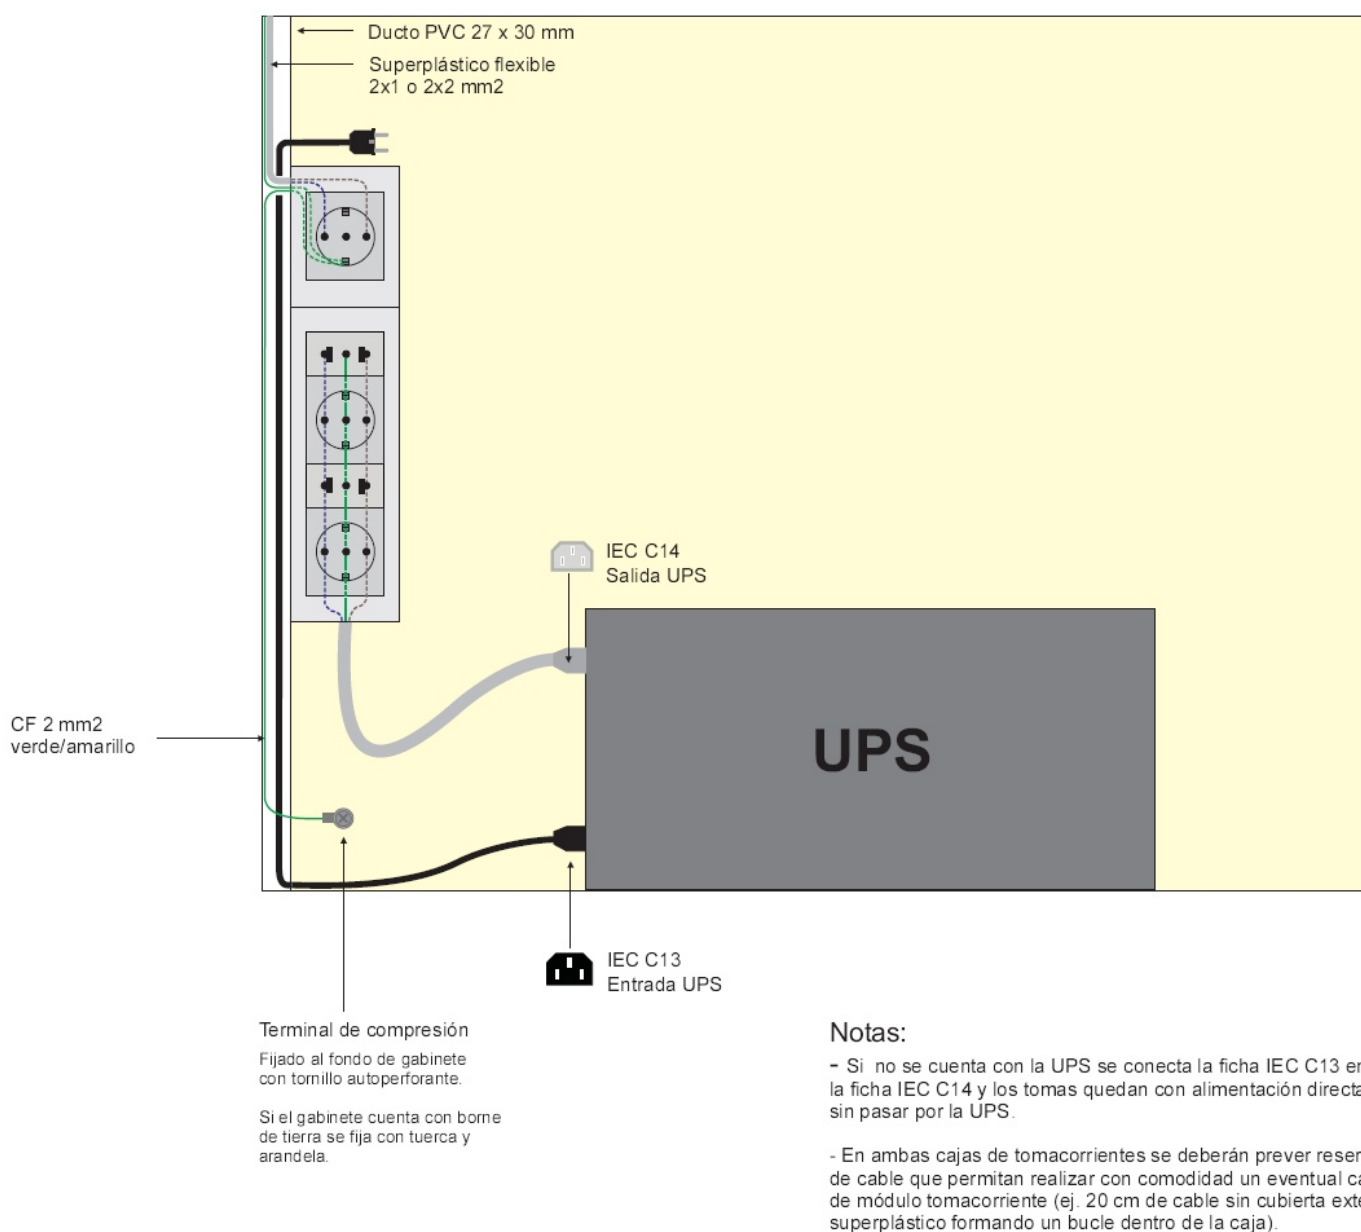 Ducto PVC 27 x 30 mm
Superplástico flexible
2x1 o 2x2 mm2
IEC C14
Salida UPS
UPS
CF 2 mm2
verde/amarillo
IEC C13
Entrada UPS
Terminal de compresión
Fijado al fondo de gabinete
con tornillo autoperforante.
Si el gabinete cuenta con borne
de tierra se fija con tuerca y
arandela.
Notas:
- Si no se cuenta con la UPS se conecta la ficha IEC C13 en
la ficha IEC C14 y los tomas quedan con alimentación directa
sin pasar por la UPS.
- En ambas cajas de tomacorrientes se deberán prever
de cable que permitan realizar con comodidad un eventual
de módulo tomacorriente (ej. 20 cm de cable sin cubierta
superplástico formando un bucle dentro de la caja).